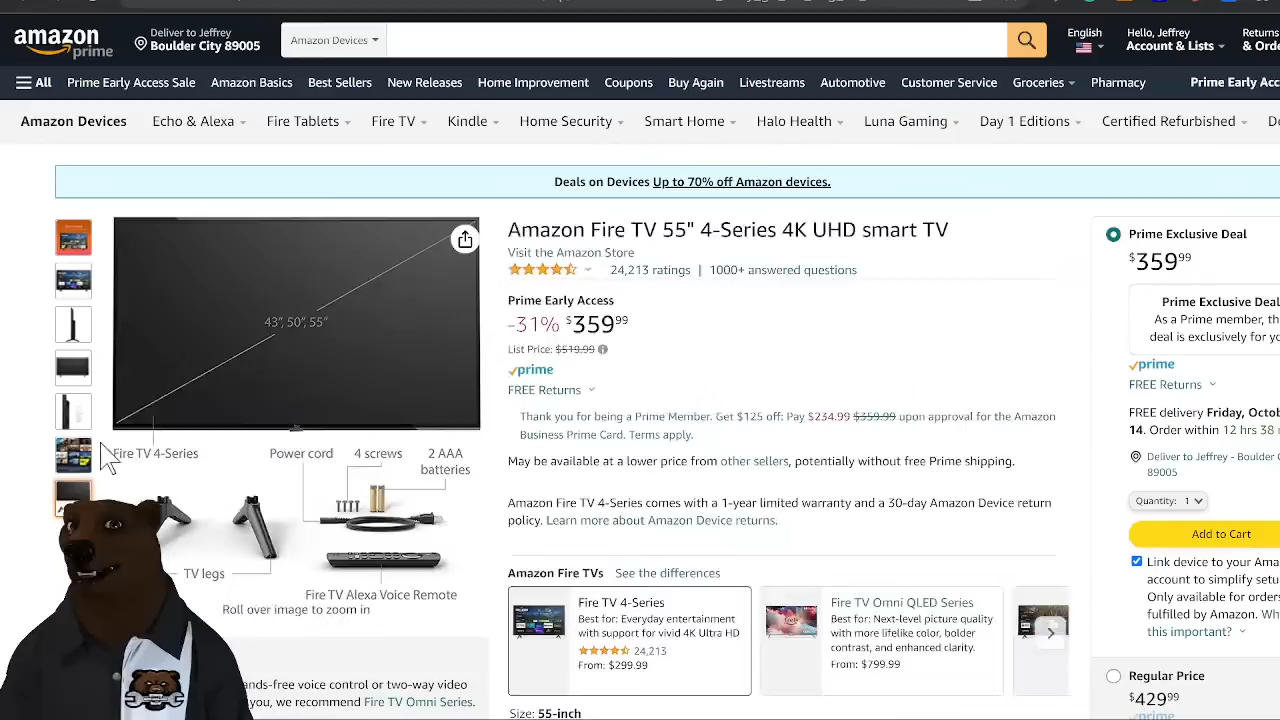 amazon
prime
Deliver to Jeffrey
Boulder City 89005
Amazon Devices
English
Hello, Jeffrey
Account & Lists
Returns
All
Prime Early Access Sale
Amazon Basics
Best Sellers
New Releases
Home Improvement
Coupons
Buy Again
Livestreams
Automotive
Customer Service
Groceries
Pharmacy
Prime Early
Amazon Devices
Echo & Alexa
Fire Tablets
Fire TV
Kindle
Home Security
Smart Home
Halo Health
Luna Gaming
Day 1 Editions
Certified Refurbished
Deals on Devices Up to 70% off Amazon devices.
43", 50", 55"
Fire TV 4-Series
Power cord
4 screws
2 AAA
batteries
TV legs
Fire TV Alexa Voice Remote
Roll over image to zoom in
ands-free voice control or two-way video
you, we recommend Fire TV Omni Series.
Amazon Fire TV 55" 4-Series 4K UHD smart TV
Visit the Amazon Store
24,213 ratings | 1000+ answered questions
Prime Early Access
-31% $359 99
List Price: $519.99
prime
FREE Returns
Thank you for being a Prime Member. Get $125 off: Pay $234.99 $359.99 upon approval for the Amazon
Business Prime Card. Terms apply.
May be available at a lower price from other sellers, potentially without free Prime shipping.
Amazon Fire TV 4-Series comes with a 1-year limited warranty and a 30-day Amazon Device return
policy. Learn more about Amazon Device returns.
Amazon Fire TVs See the differences
Fire TV 4-Series
Best for: Everyday entertainment
with support for vivid 4K Ultra HD
24,213
From: $299.99
Fire TV Omni QLED Series
Best for: Next-level picture quality
with more lifelike color, bolder
contrast, and enhanced clarity.
From: $799.99
Size: 55-inch
Prime Exclusive Deal
$359 99
Prime Exclusive Deal
As a Prime member, th
deal is exclusively for yo
prime
FREE Returns
FREE delivery Friday, Octo
14. Order within 12 hrs 38
Deliver to Jeffrey - Boulder C
89005
Quantity: 1
Add to Cart
Link device to your Ama
account to simplify setu
Only available for orders
fulfilled by Amazon. Wh
this important?
Regular Price
$429 99
prime